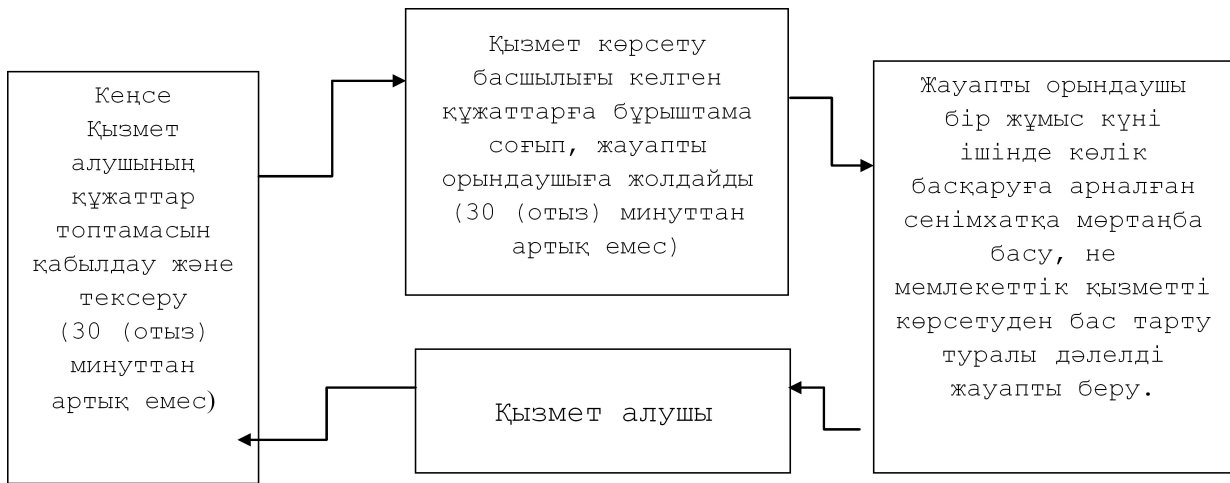 Кеңсе
Қызмет
алушының
құжаттар
топтамасын
қабылдау және
тексеру
(30 (отыз)
минуттан
артық емес)
Қызмет көрсету
басшылығы келген
құжаттарға бұрыштама
соғып, жауапты
орындаушыға жолдайды
(30 (отыз) минуттан
артық емес)
Жауапты орындаушы
бір жұмыс күні
ішінде көлік
басқаруға арналған
сенімхатқа мөртаңба
басу, не
мемлекеттік қызметті
көрсетуден бас тарту
туралы дәлелді
жауапты беру.
Қызмет алушы